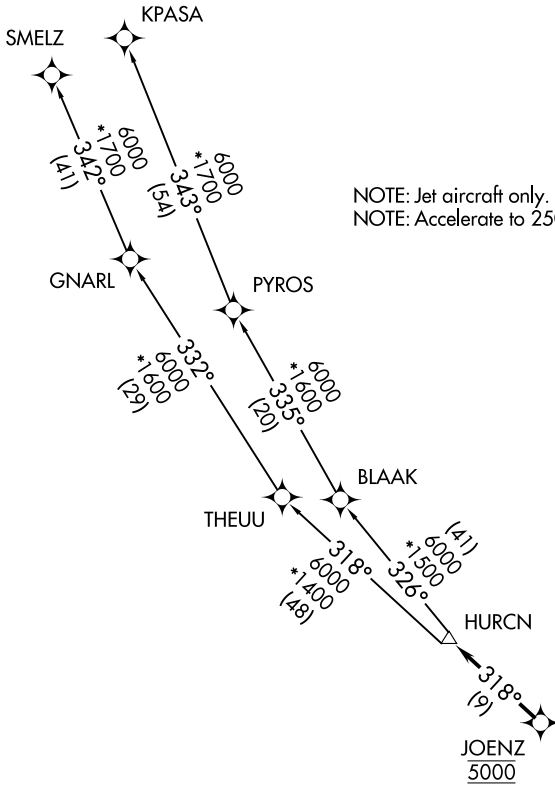 KPASA
SMELZ
6000
*1700
342°
(41)
6000
*1700
343°
(54)
NOTE: Jet aircraft only.
NOTE: Accelerate to 25
GNARL
PYROS
332°
6000
*1600
(29)
6000
*1600
335°
(20)
BLAAK
THEUU
318°
6000
*1400
(48)
(41)
6000
*1500
326°
HURCN
318°
(9)
JOENZ
5000